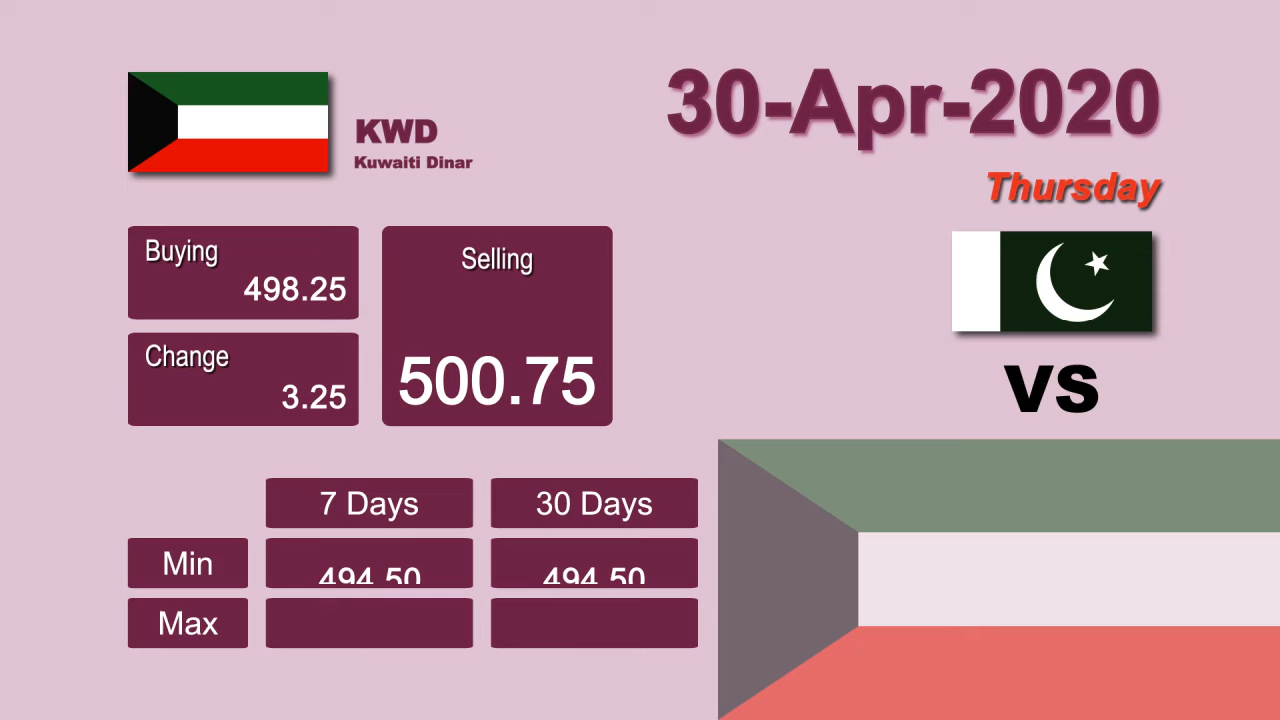 KWD
Kuwaiti Dinar
30-Apr-2020
Thursday
Buying
498.25
Selling
500.75
Change
3.25
VS
7 Days
30 Days
Min
494.50
494.50
Max